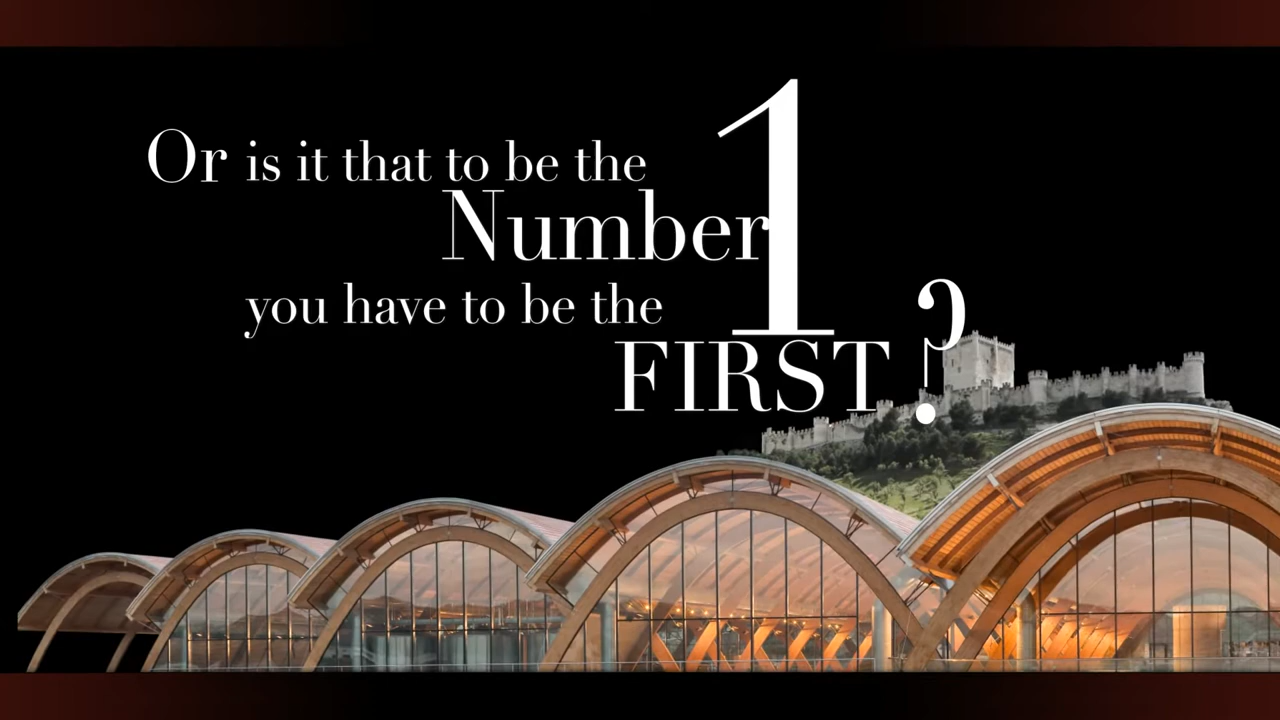 Or is it that to be the
Number 1
you have to be the
FIRST ?